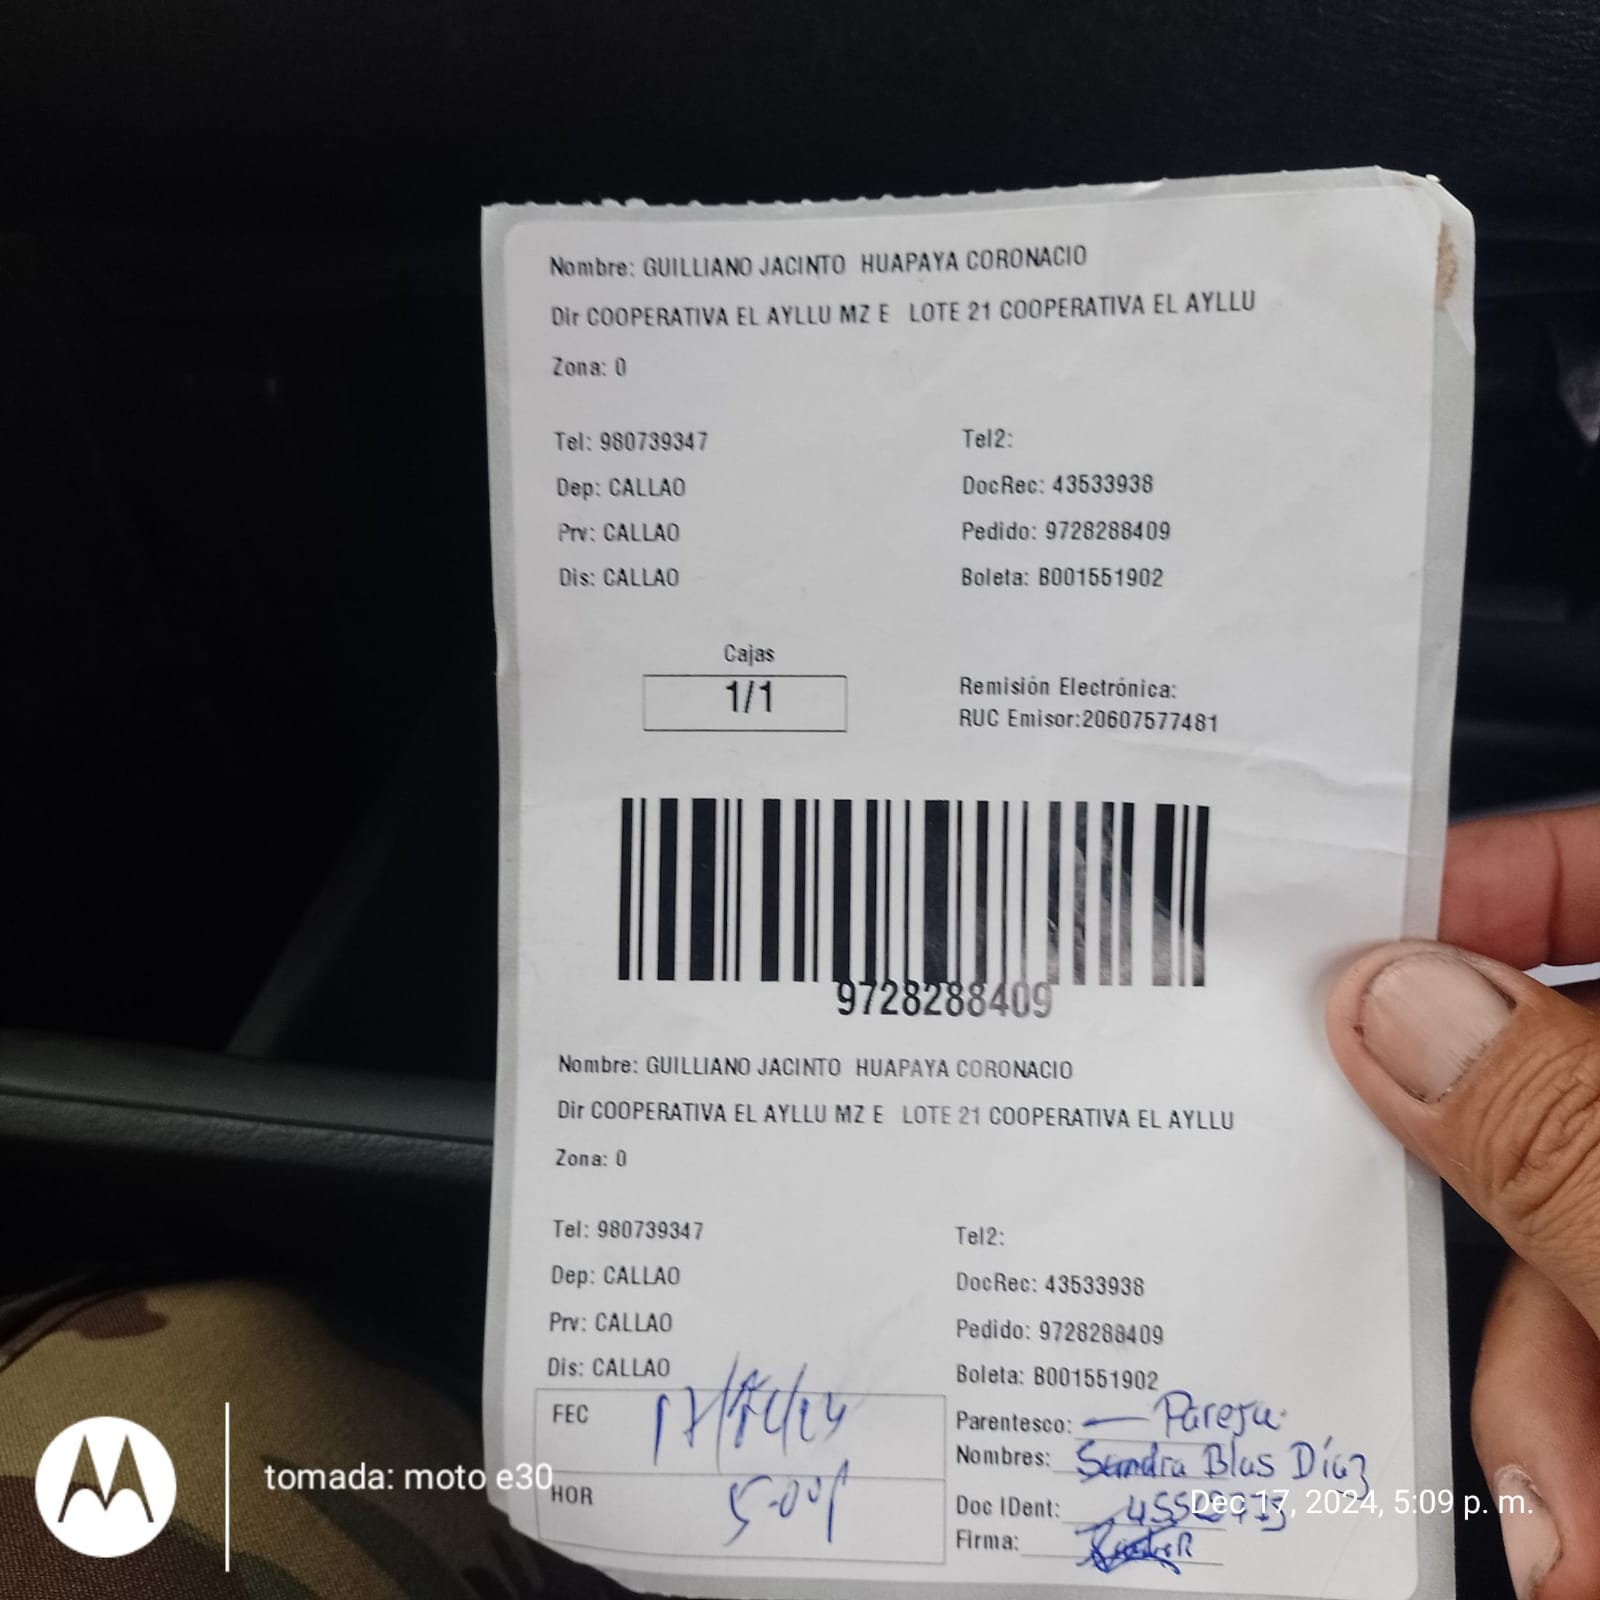 Nombre: GUILLIANO JACINTO HUAPAYA CORONACIO
Dir COOPERATIVA EL AYLLU MZ E LOTE 21 COOPERATIVA EL AYLLU
Zona: 0
Tel: 980739347 Tel2:
Dep: CALLAO DocRec: 43533938
Prv: CALLAO Pedido: 9728288409
Dis: CALLAO Boleta: B001551902
Cajas
1/1
Remisión Electrónica:
RUC Emisor:20607577481
9728288409
Nombre: GUILLIANO JACINTO HUAPAYA CORONACIO
Dir COOPERATIVA EL AYLLU MZ E LOTE 21 COOPERATIVA EL AYLLU
Zona: 0
Tel: 980739347 Tel2:
Dep: CALLAO DocRec: 43533938
Prv: CALLAO Pedido: 9728288409
Dis: CALLAO Boleta: B001551902
FEC
Parentesco: Pareja
Nombres: Sandra Blas Díaz
HOR
Doc IDent:
Firma:
tomada: moto e30
Dec 17, 2024, 5:09 p. m.